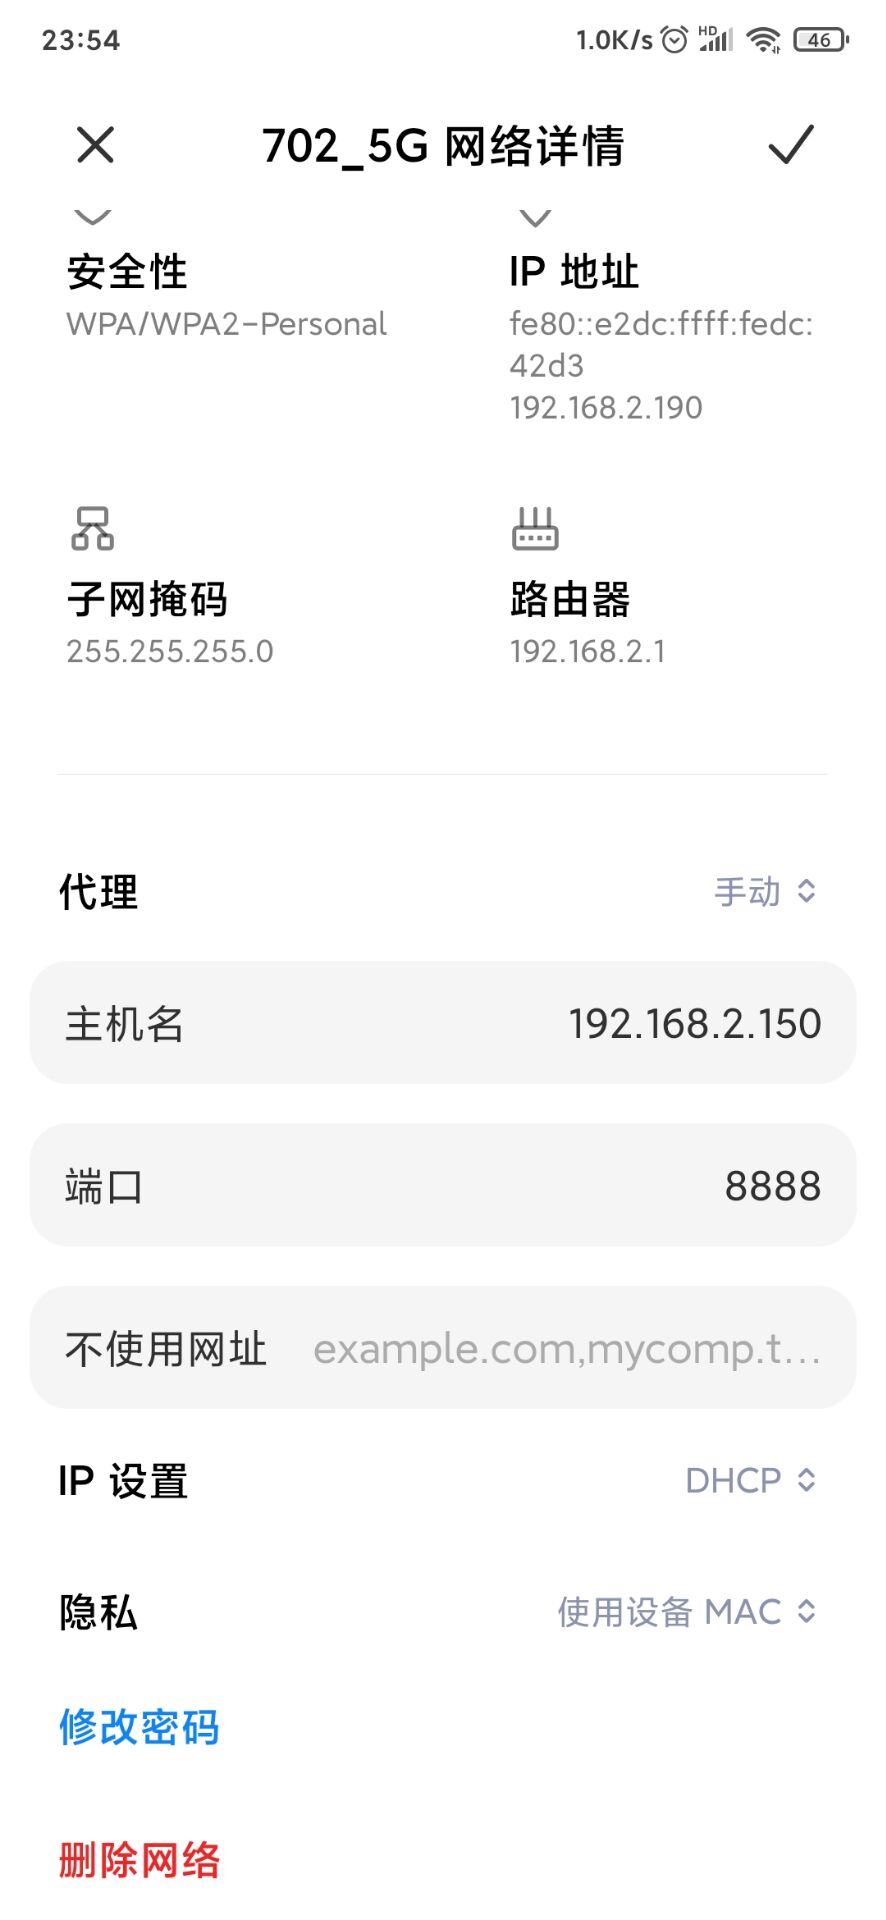 23:54
1.0K/s HD 46
702_5G 网络详情
安全性
WPA/WPA2-Personal
IP 地址
fe80::e2dc:ffff:fedc:
42d3
192.168.2.190
子网掩码
255.255.255.0
路由器
192.168.2.1
代理 手动
主机名 192.168.2.150
端口 8888
不使用网址 example.com,mycomp.t...
IP 设置 DHCP
隐私 使用设备 MAC
修改密码
删除网络